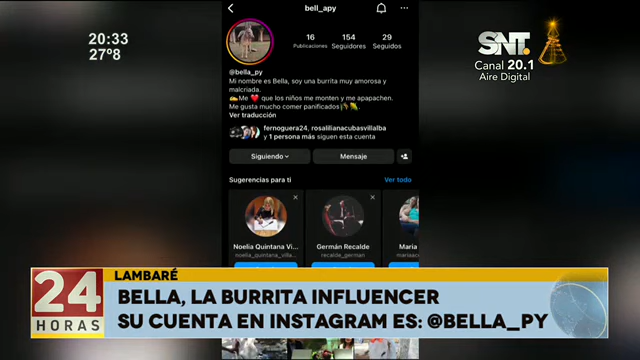 bell_apy
20:33
27°8
SNT.
Canal 20.1
Aire Digital
16
154
29
Publicaciones
Seguidores
Seguidos
@bella_py
Mi nombre es Bella, soy una burrita muy amorosa y
malcriada.
Me que los niños me monten y me apapachen.
Me gusta mucho comer panificados
Ver traducción
fernoguera24, rosalilianacubasvillalba
y 1 persona más siguen esta cuenta
Siguiendo
Mensaje
Sugerencias para ti
Ver todo
Noelia Quintana Vi...
noelia_quintana_villa...
Germán Recalde
recalde_german
Maria
mariaace
LAMBARÉ
24
HORAS
BELLA, LA BURRITA INFLUENCER
SU CUENTA EN INSTAGRAM ES: @BELLA_PY